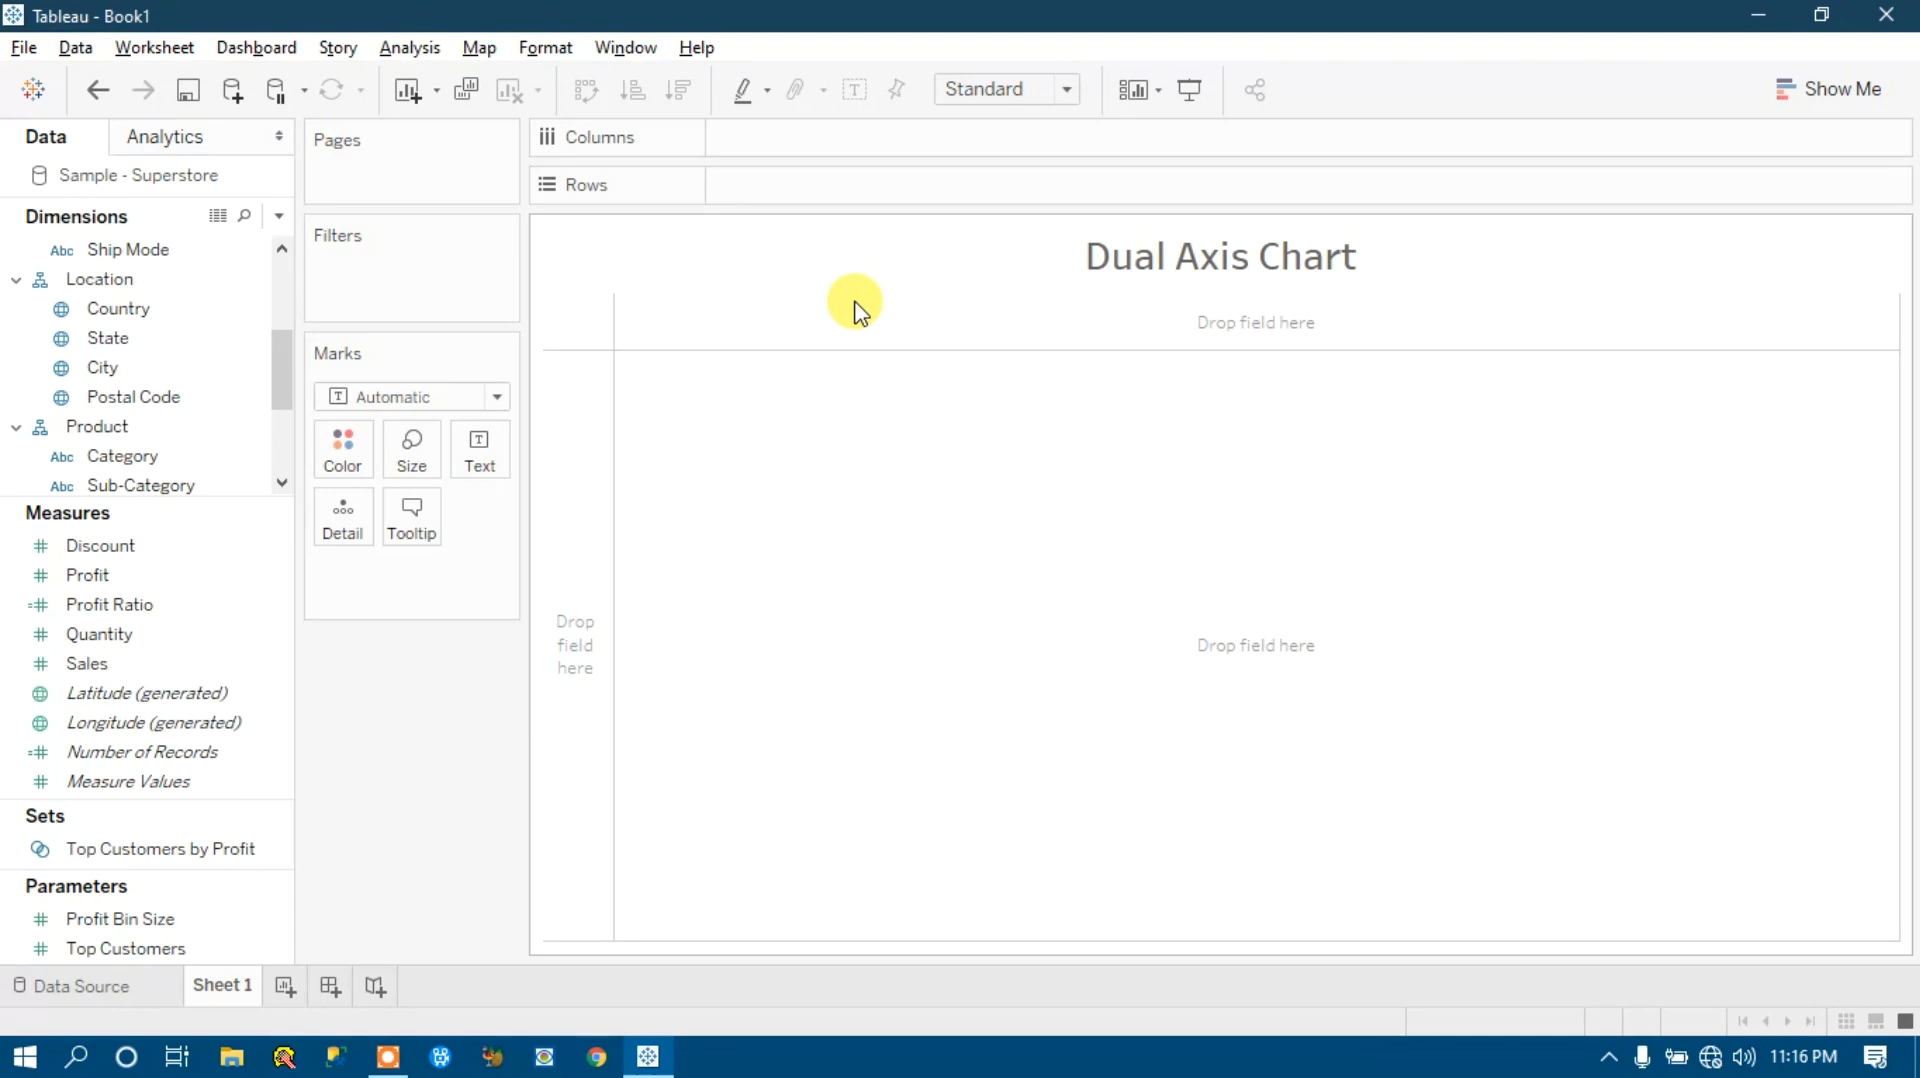 Tableau - Book1
File Data Worksheet Dashboard Story Analysis Map Format Window Help
Standard
Show Me
Data Analytics
Sample - Superstore
Dimensions
Abc Ship Mode
Location
Country
State
City
Postal Code
Product
Abc Category
Abc Sub-Category
Measures
Discount
Profit
Profit Ratio
Quantity
Sales
Latitude (generated)
Longitude (generated)
Number of Records
Measure Values
Sets
Top Customers by Profit
Parameters
Profit Bin Size
Top Customers
Pages
Filters
Marks
T Automatic
Color Size Text
Detail Tooltip
Columns
Rows
Dual Axis Chart
Drop field here
Drop
field
here
Drop field here
Data Source Sheet 1
11:16 PM